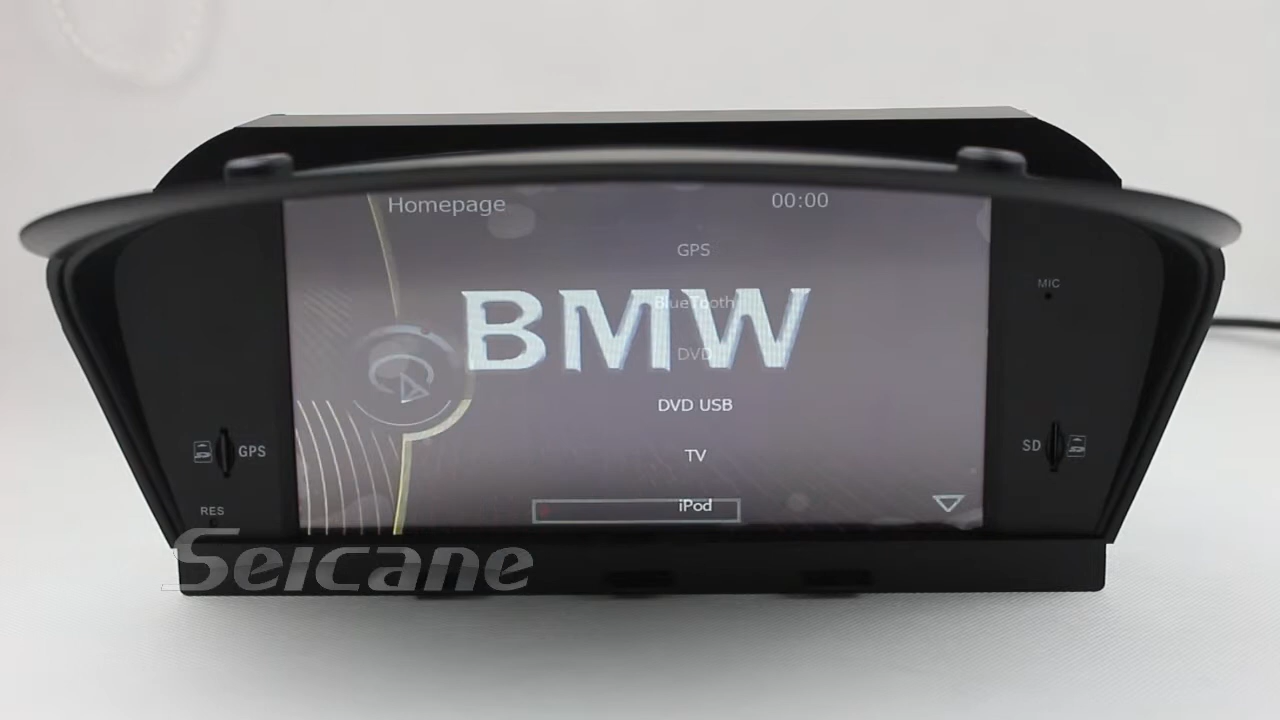 Homepage 00:00
GPS
MIC
BMW
BlueTooth
DVD
DVD USB
SD
GPS
TV
iPod
RES
Seicane